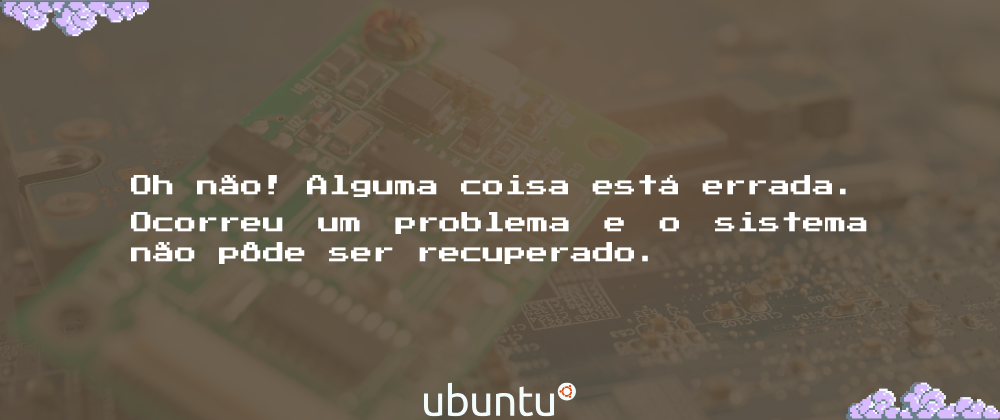 Oh não! Alguma coisa está errada.
Ocorreu um problema e o sistema
não pôde ser recuperado.
ubuntu